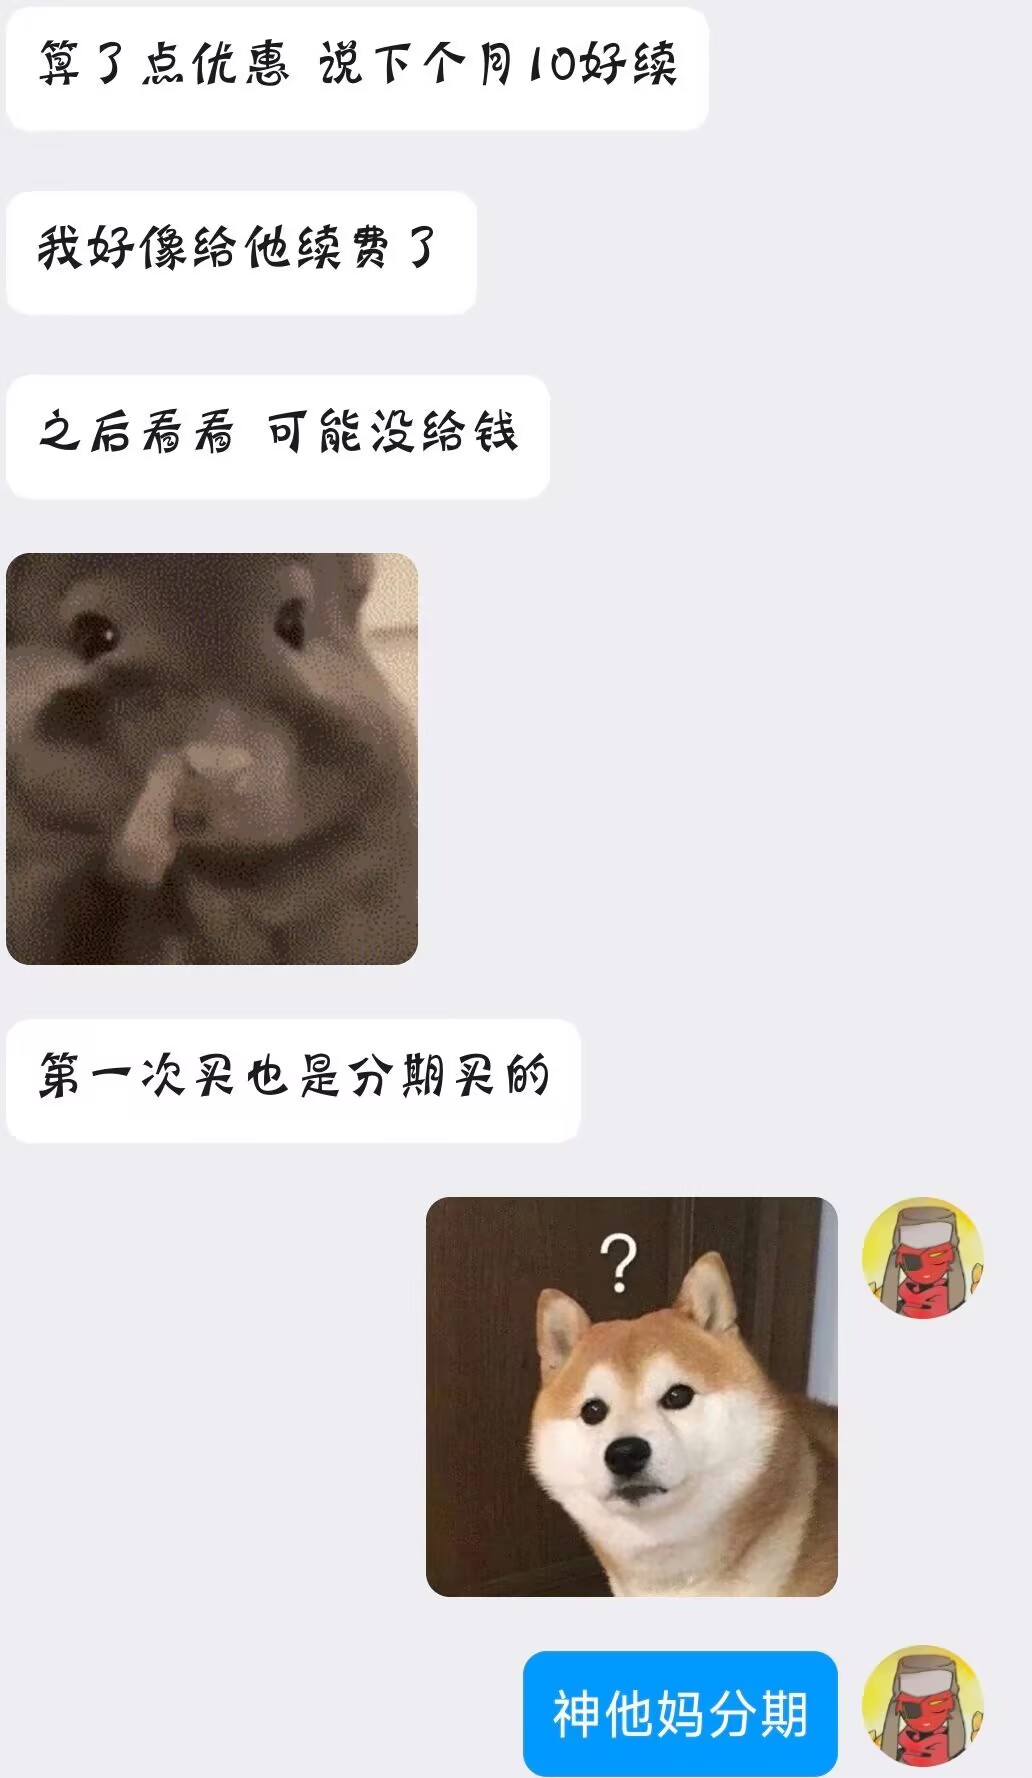 算了点优惠 说下个月10好续
我好像给他续费了
之后看看 可能没给钱
第一次买也是分期买的
?
神他妈分期